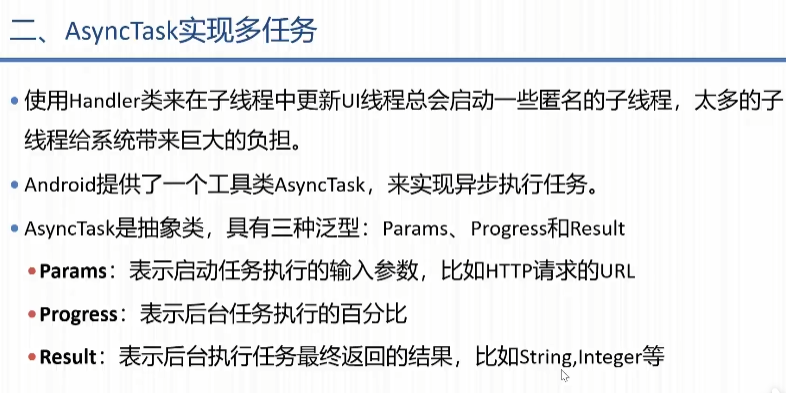 二、AsyncTask实现多任务
•使用Handler类来在子线程中更新UI线程总会启动一些匿名的子线程，太多的子
线程给系统带来巨大的负担。
•Android提供了一个工具类AsyncTask，来实现异步执行任务。
•AsyncTask是抽象类，具有三种泛型：Params、Progress和Result
•Params：表示启动任务执行的输入参数，比如HTTP请求的URL
•Progress：表示后台任务执行的百分比
•Result：表示后台执行任务最终返回的结果，比如String,Integer等